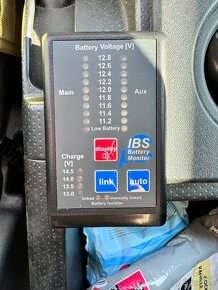 Battery Voltage [V]
12.8
12.6
12.4
Main 12.2 Aux
12.0
11.8
11.6
11.4
11.2
Low Battery
display
IBS
Battery
Monitor
Charge
[V]
14.5
14.0
13.5
13.0
link
auto
linked
manually linked
Battery monitor